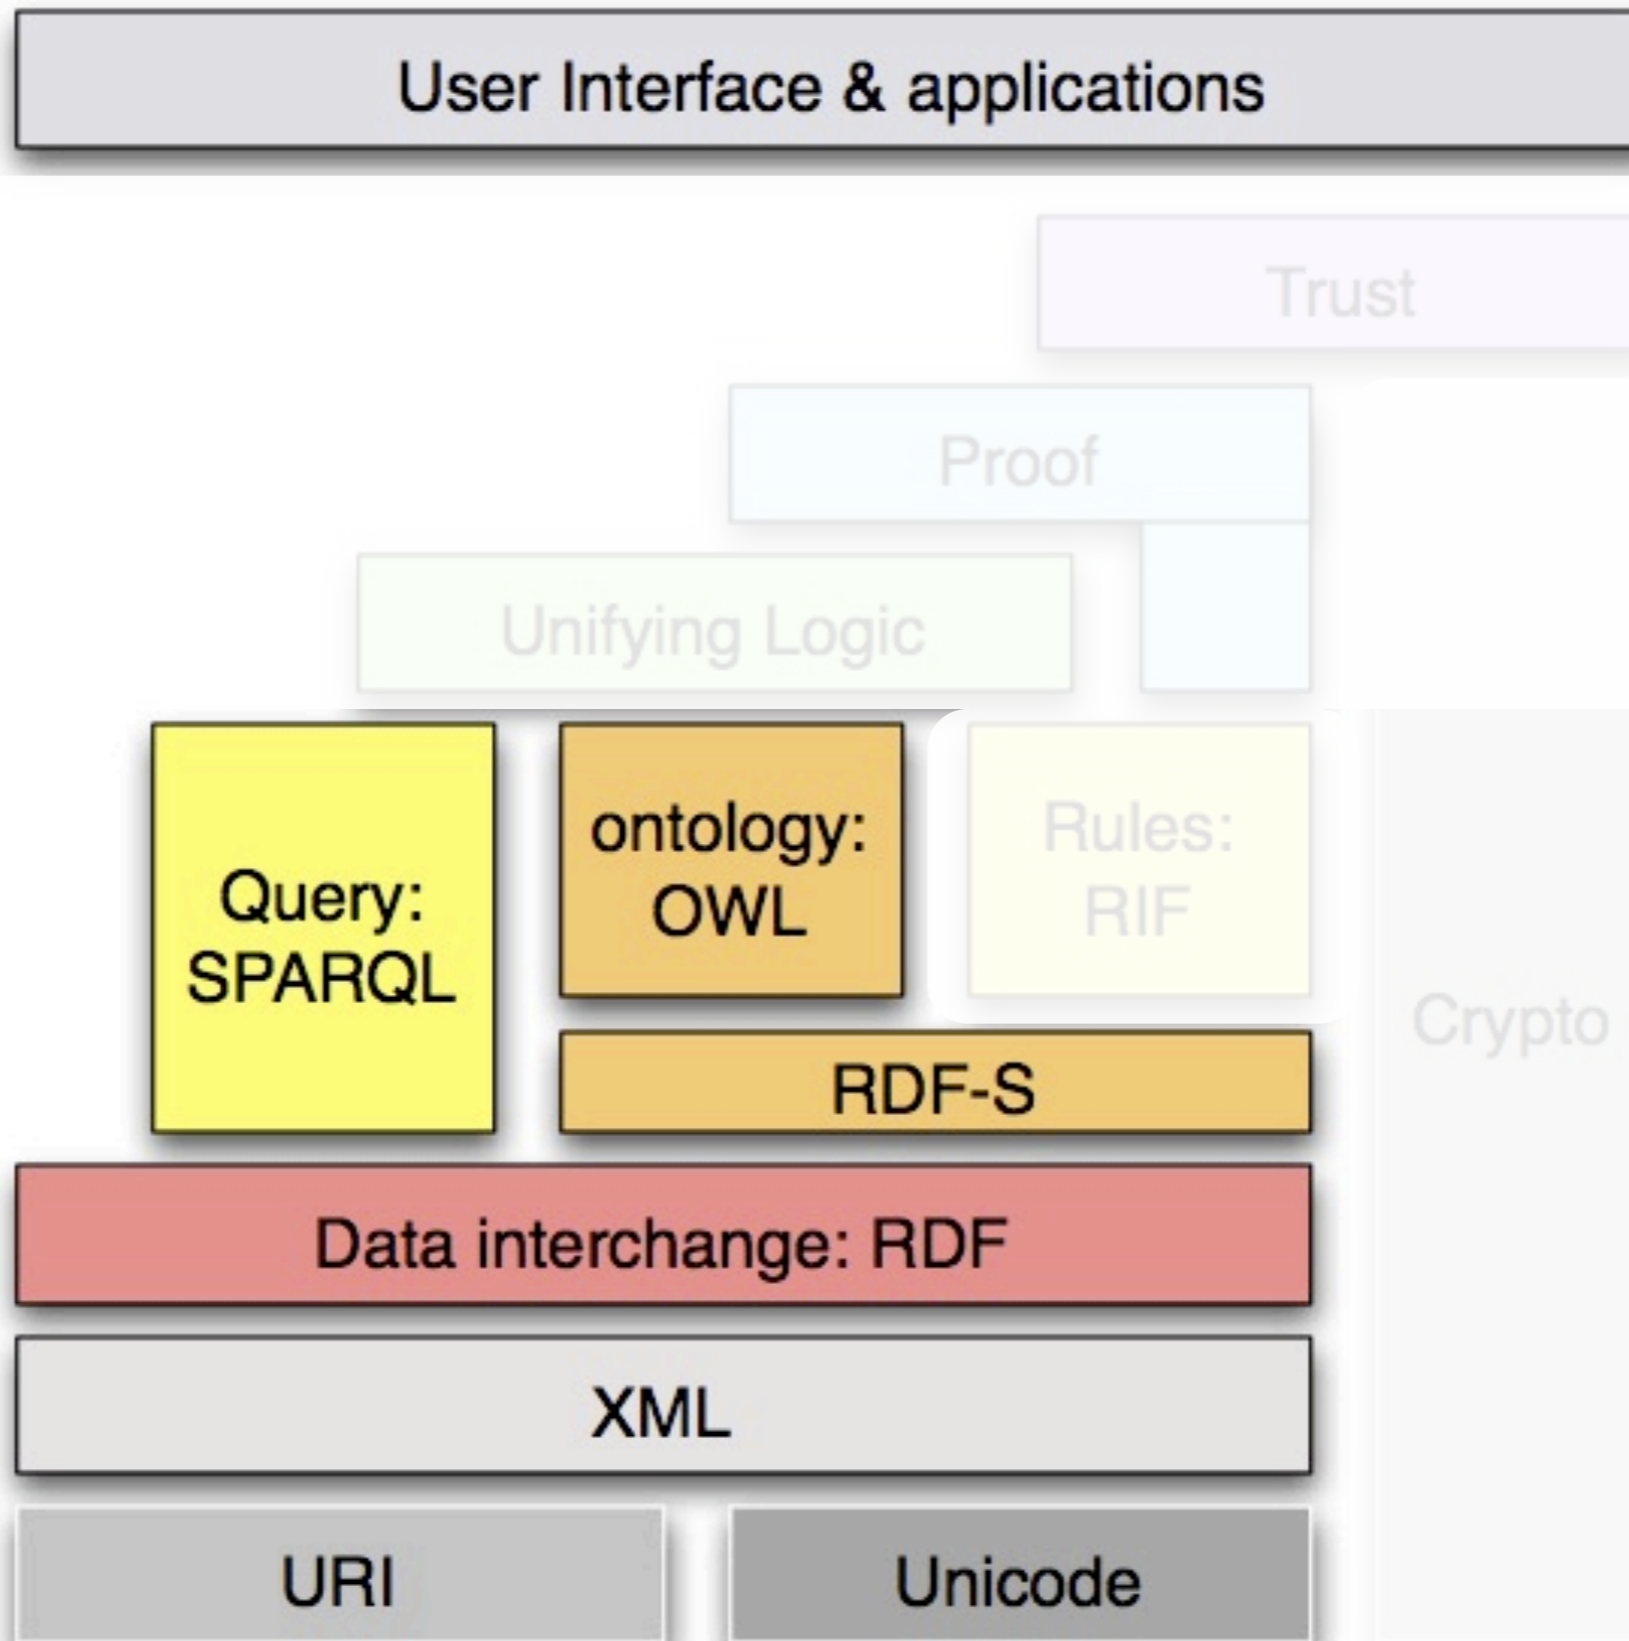 User Interface & applications
Trust
Proof
Unifying Logic
Query:
SPARQL
ontology:
OWL
Rules:
RIF
Crypto
RDF-S
Data interchange: RDF
XML
URI
Unicode